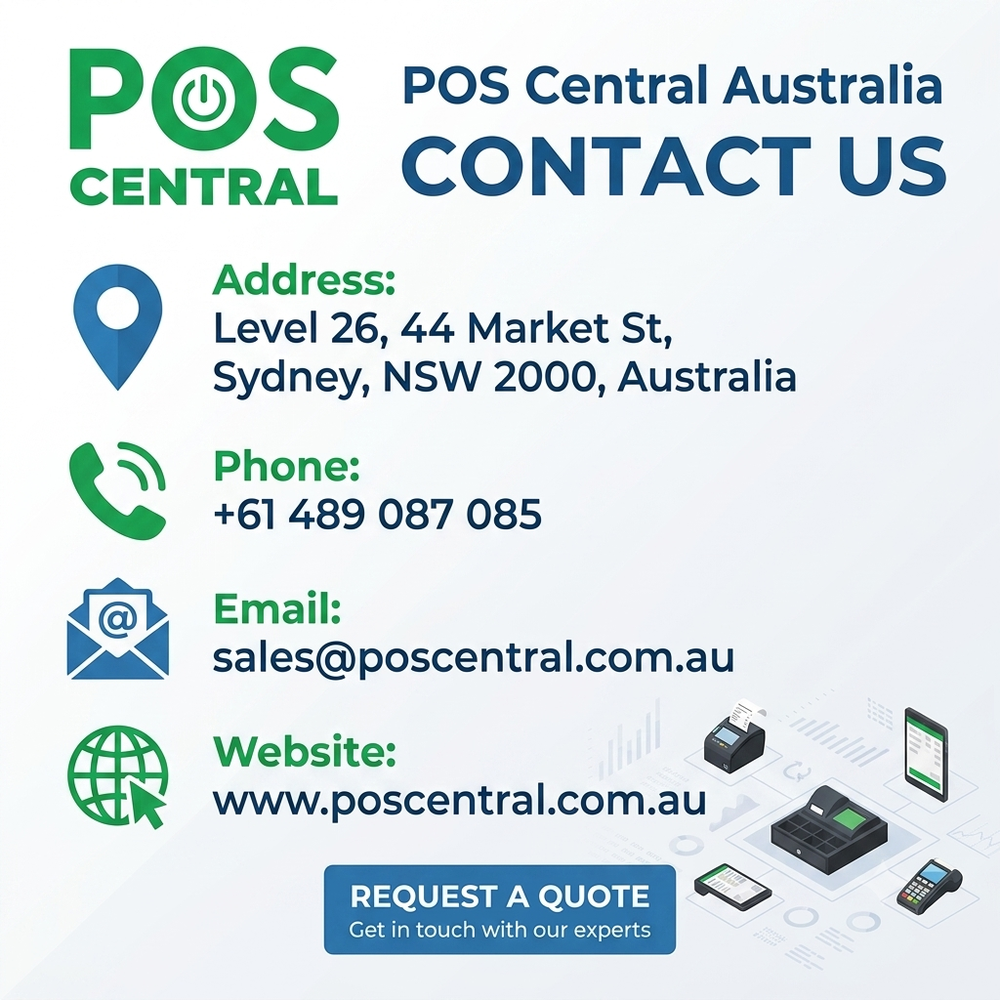 POS
CENTRAL
POS Central Australia
CONTACT US
Address:
Level 26, 44 Market St,
Sydney, NSW 2000, Australia
Phone:
+61 489 087 085
Email:
sales@poscentral.com.au
Website:
www.poscentral.com.au
REQUEST A QUOTE
Get in touch with our experts